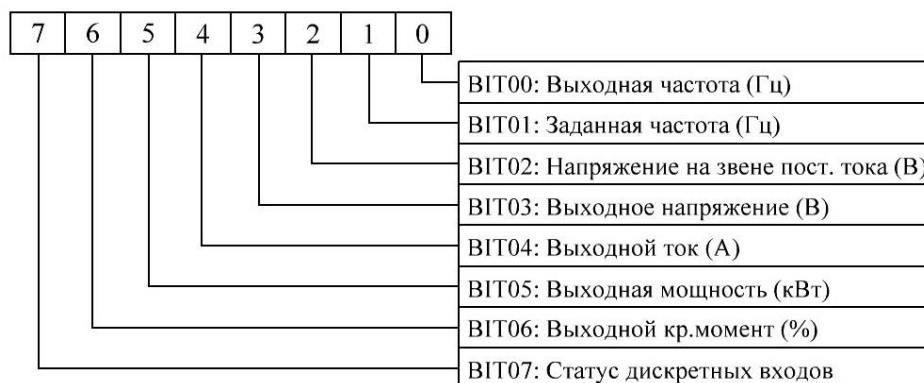 7 6 5 4 3 2 1 0
BIT00: Выходная частота (Гц)
BIT01: Заданная частота (Гц)
BIT02: Напряжение на звене пост. тока (В)
BIT03: Выходное напряжение (В)
BIT04: Выходной ток (А)
BIT05: Выходная мощность (кВт)
BIT06: Выходной кр.момент (%)
BIT07: Статус дискретных входов